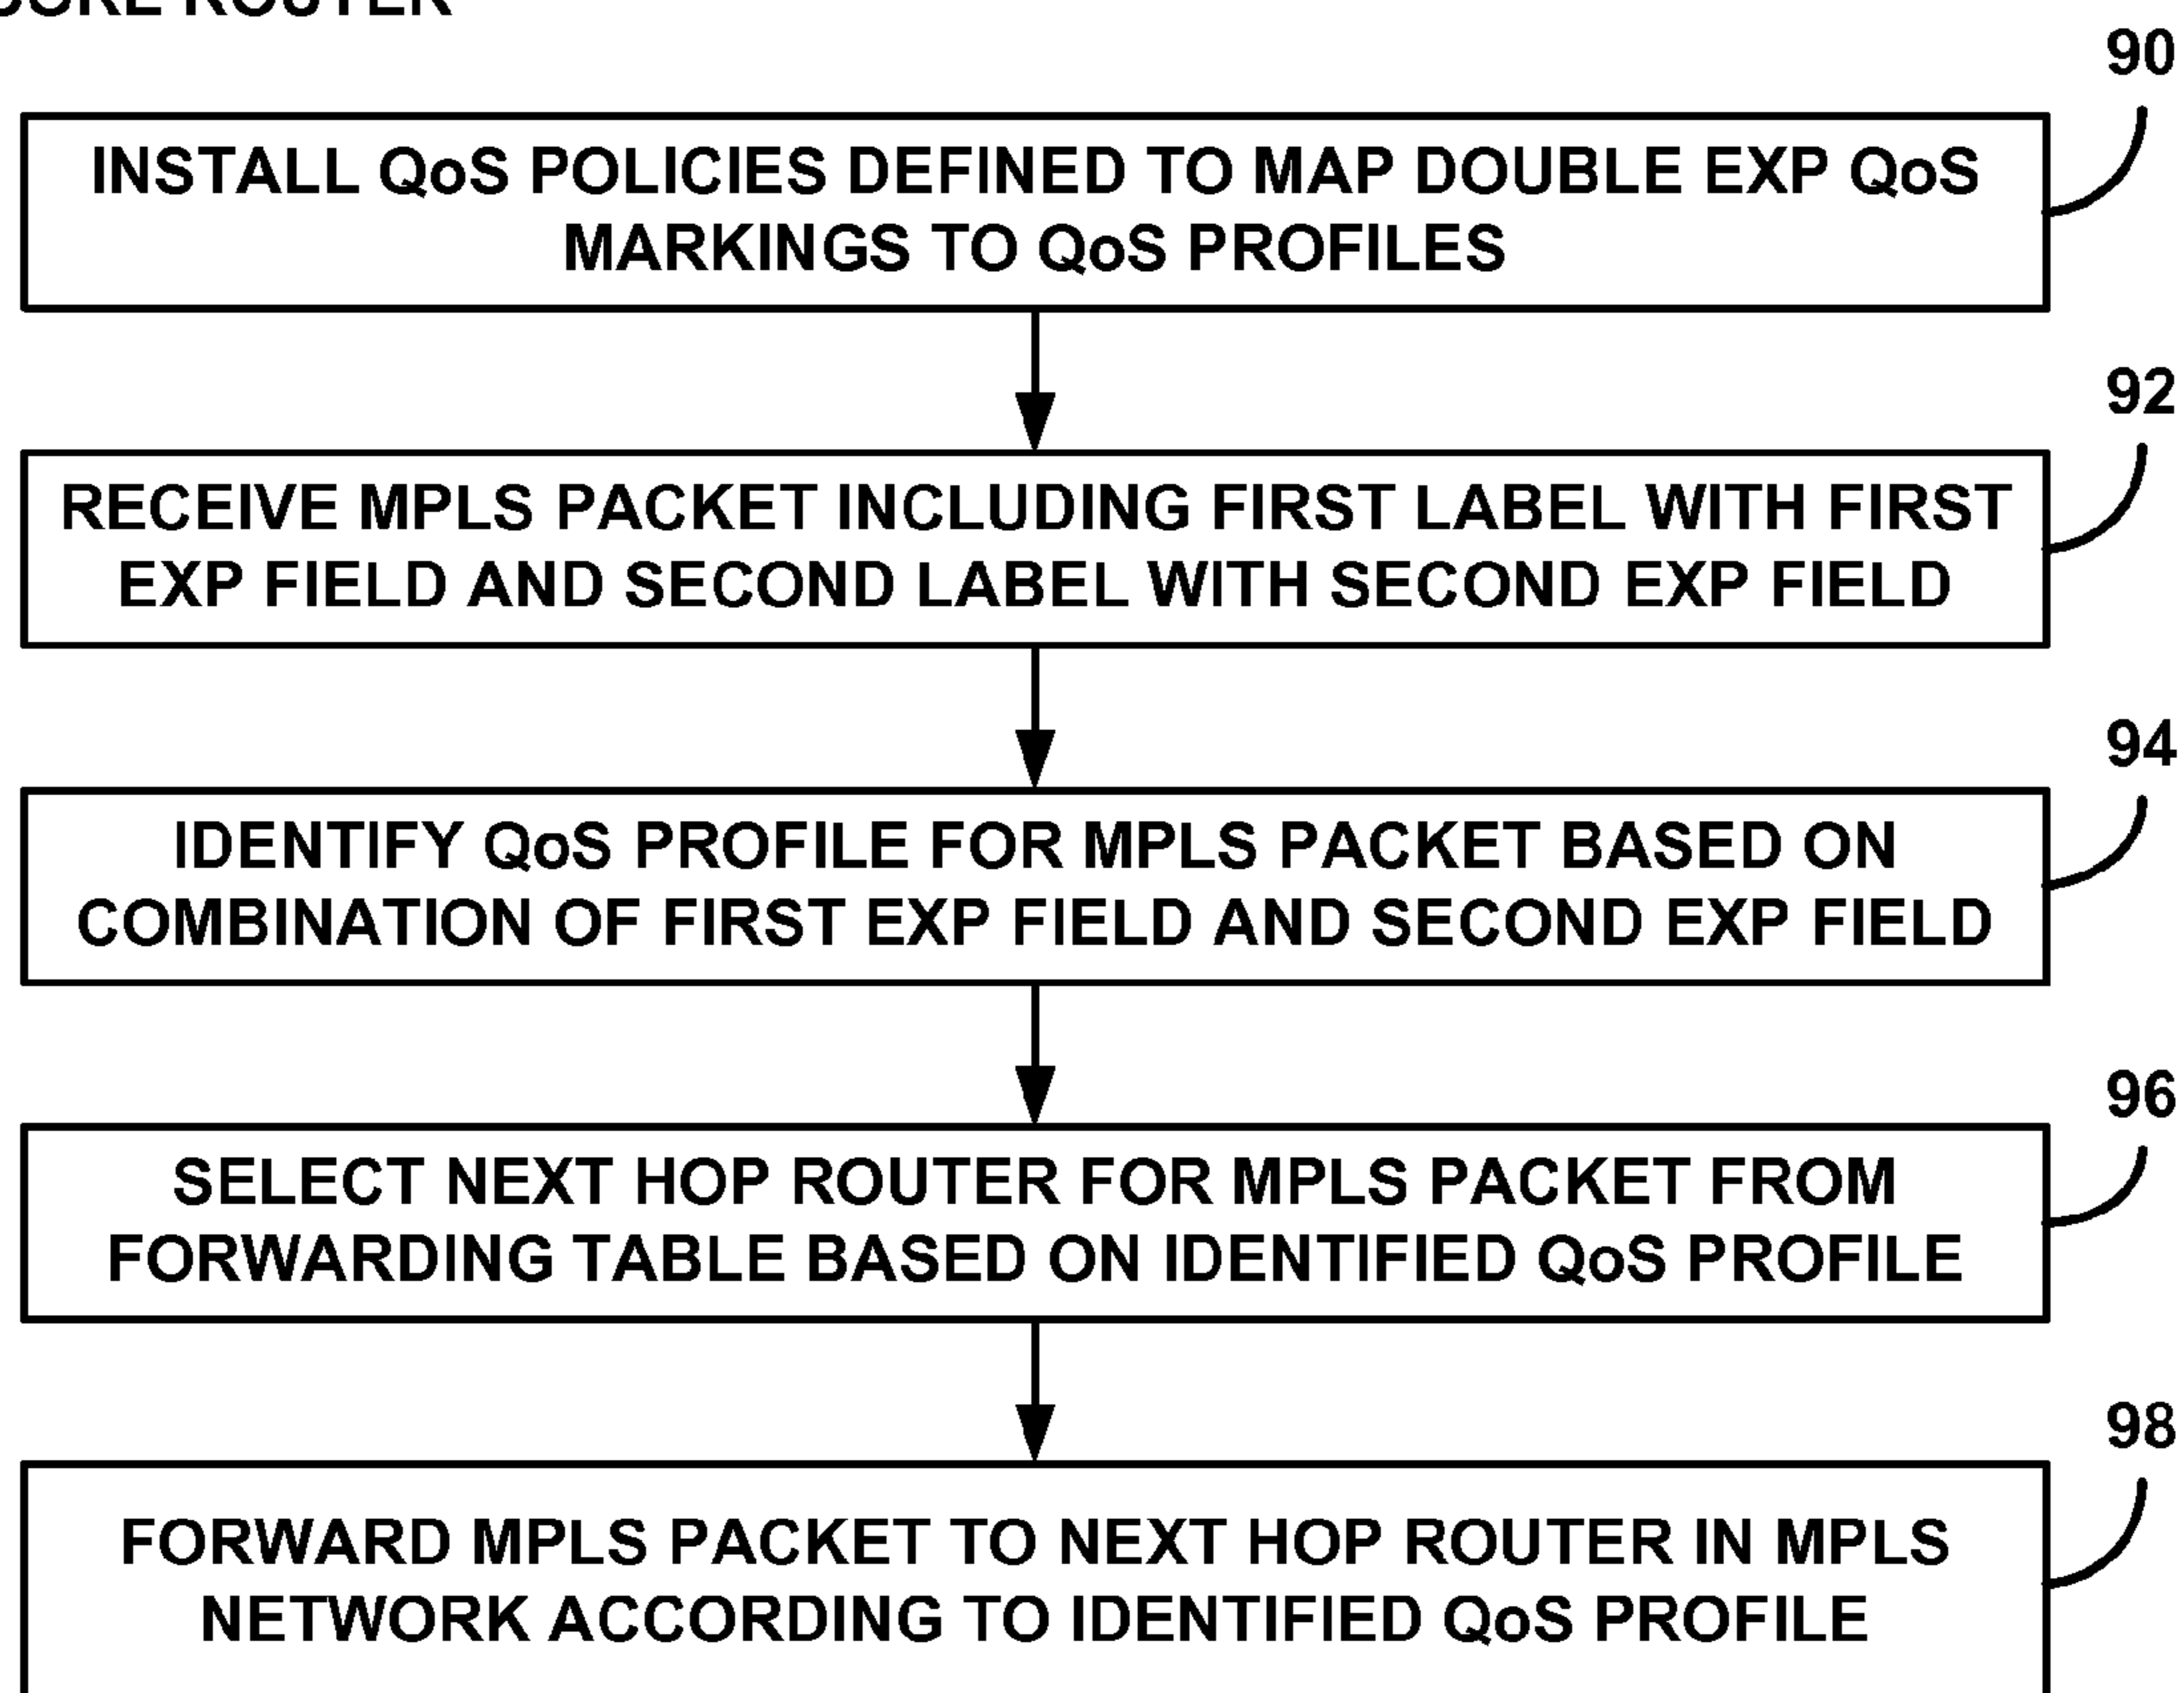 CORE ROUTER
90
INSTALL QoS POLICIES DEFINED TO MAP DOUBLE EXP QoS
MARKINGS TO QoS PROFILES
92
RECEIVE MPLS PACKET INCLUDING FIRST LABEL WITH FIRST
EXP FIELD AND SECOND LABEL WITH SECOND EXP FIELD
94
IDENTIFY QoS PROFILE FOR MPLS PACKET BASED ON
COMBINATION OF FIRST EXP FIELD AND SECOND EXP FIELD
96
SELECT NEXT HOP ROUTER FOR MPLS PACKET FROM
FORWARDING TABLE BASED ON IDENTIFIED QoS PROFILE
98
FORWARD MPLS PACKET TO NEXT HOP ROUTER IN MPLS
NETWORK ACCORDING TO IDENTIFIED QoS PROFILE